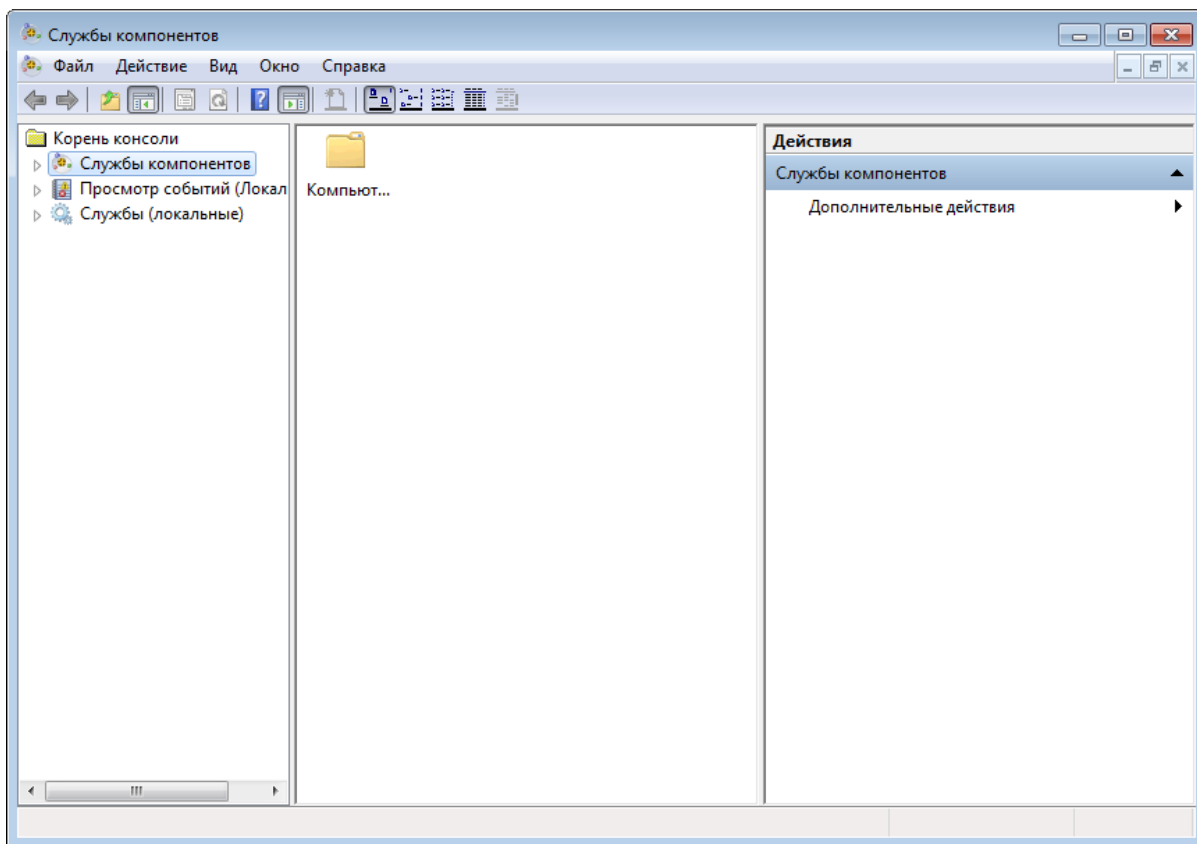 Службы компонентов
Файл Действие Вид Окно Справка
Корень консоли
Службы компонентов
Просмотр событий (Локал
Службы (локальные)
Компьют...
Действия
Службы компонентов
Дополнительные действия